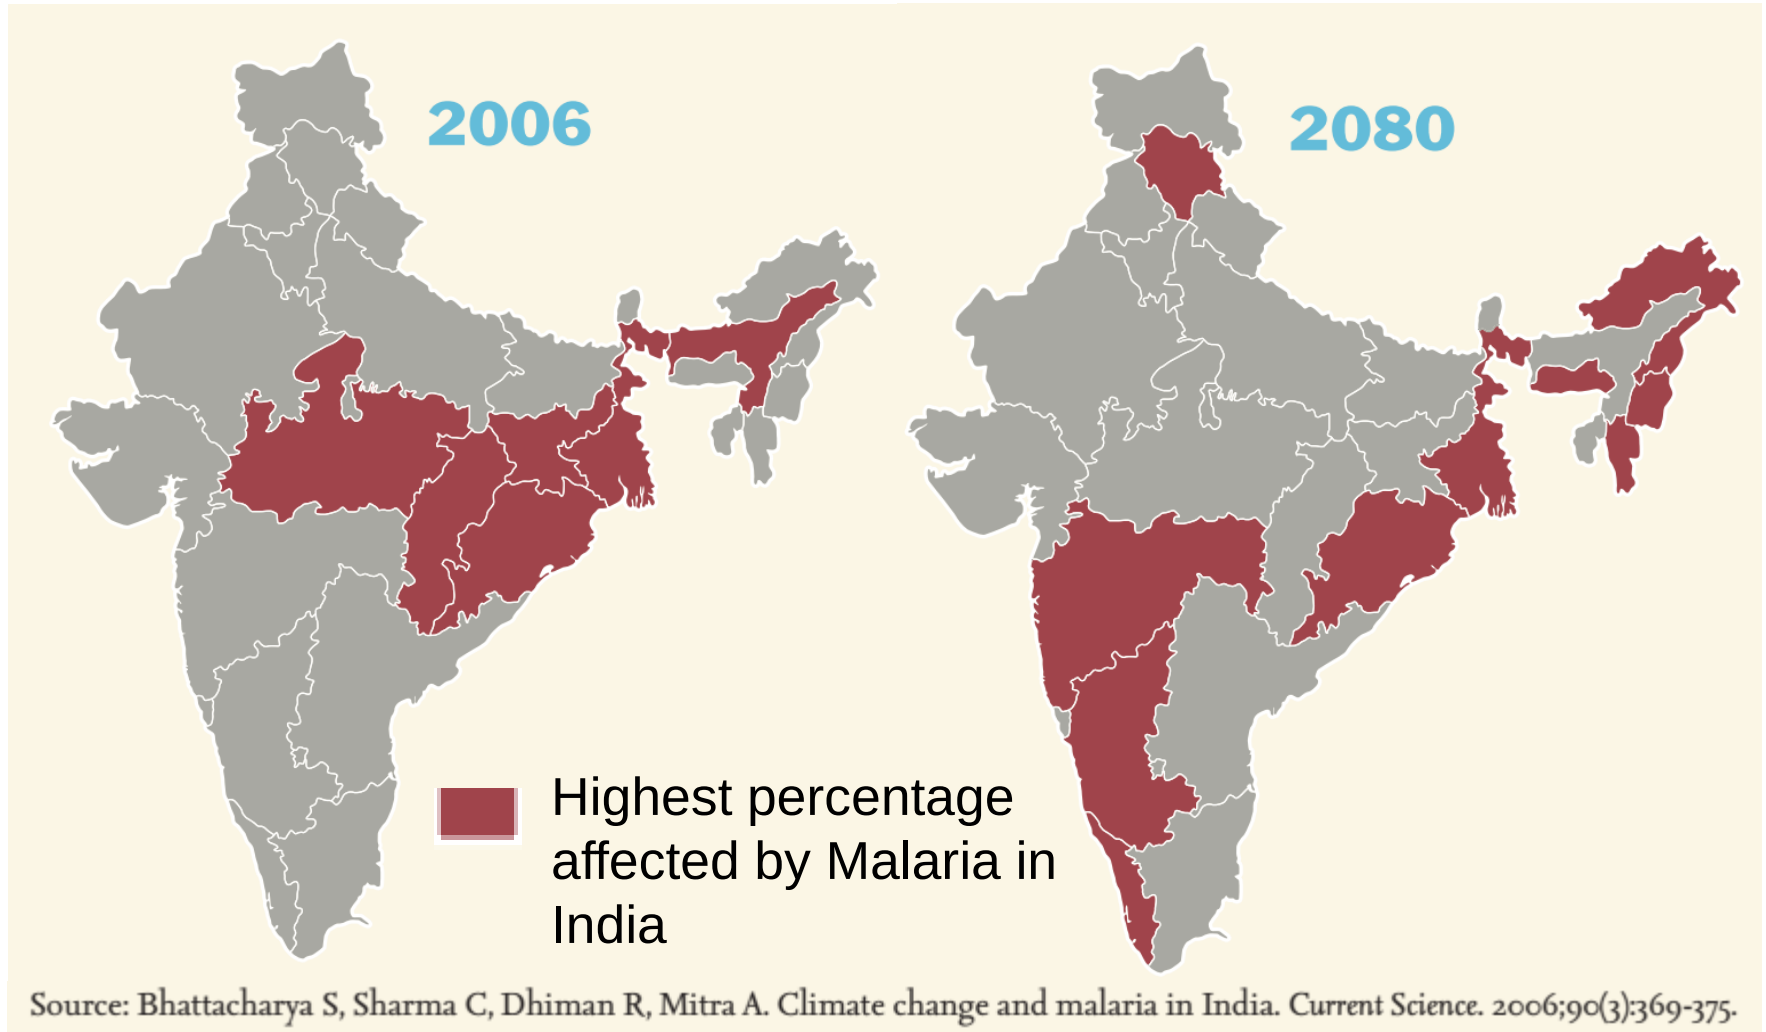 2006
2080
Highest percentage
affected by Malaria in
India
Source: Bhattacharya S, Sharma C, Dhiman R, Mitra A. Climate change and malaria in India. Current Science. 2006;90(3):369-375.